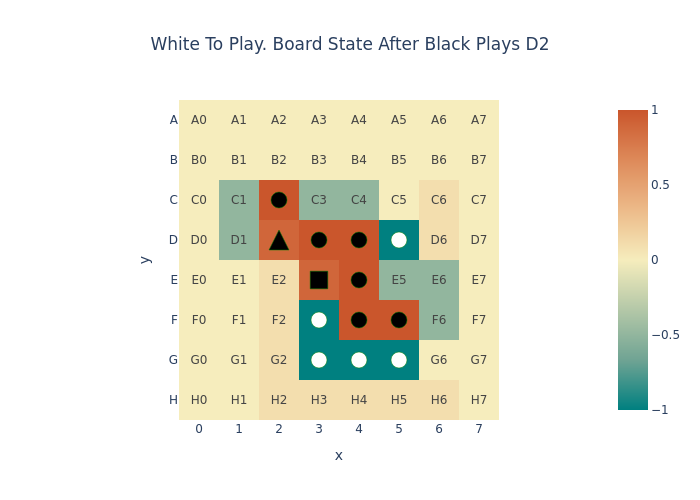 White To Play. Board State After Black Plays D2
A A0 A1 A2 A3 A4 A5 A6 A7
B B0 B1 B2 B3 B4 B5 B6 B7
C C0 C1 C3 C4 C5 C6 C7
D D0 D1 D6 D7
E E0 E1 E2 E5 E6 E7
F F0 F1 F2 F6 F7
G G0 G1 G2 G6 G7
H H0 H1 H2 H3 H4 H5 H6 H7
0 1 2 3 4 5 6 7
x
y
1
0.5
0
−0.5
−1